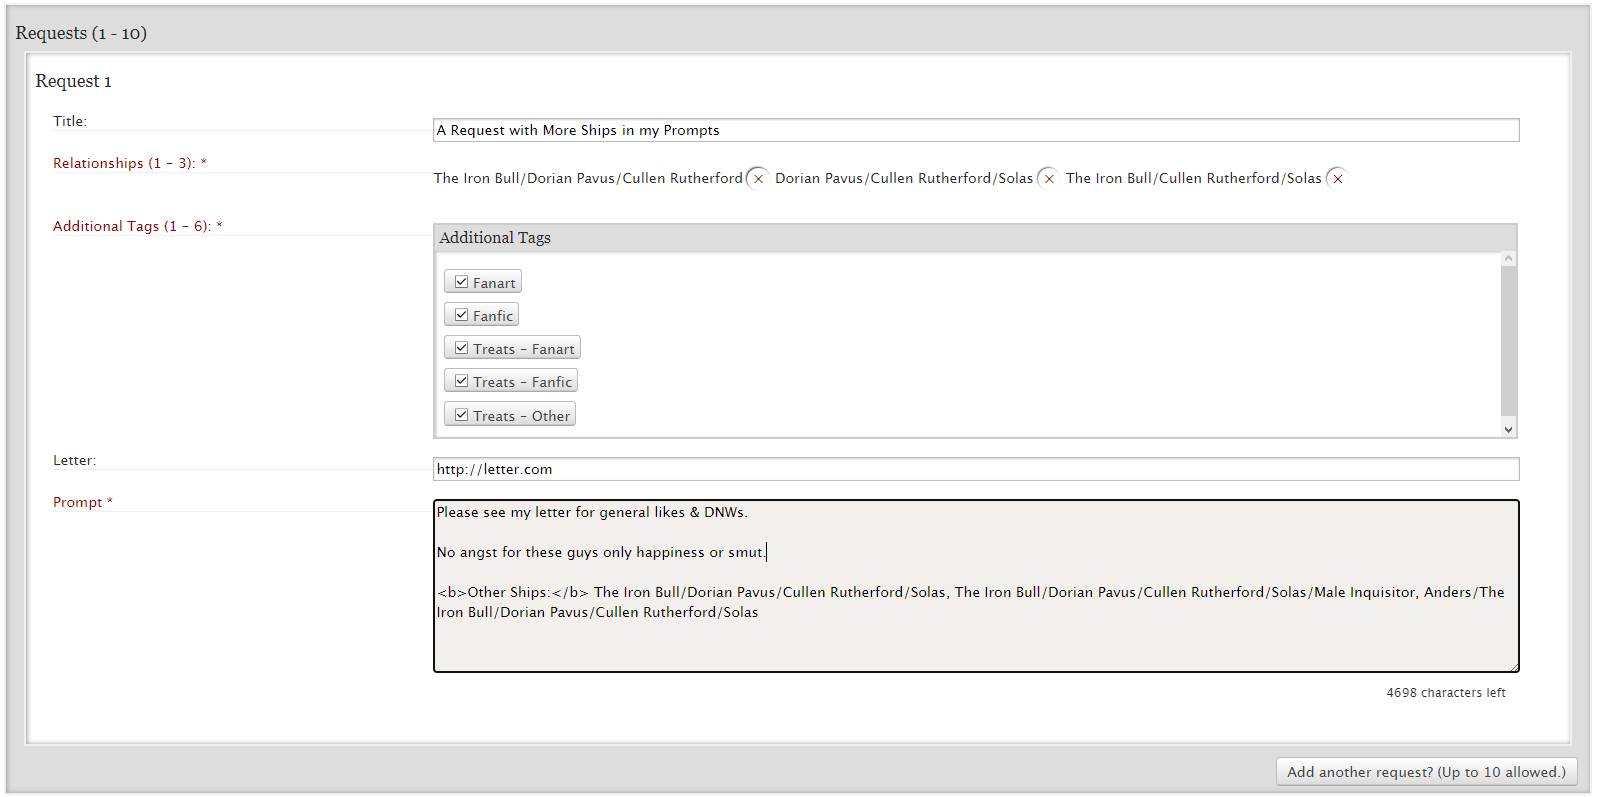 Requests (1 - 10)
Request 1
Title:
A Request with More Ships in my Prompts
Relationships (1 - 3): *
The Iron Bull/Dorian Pavus/Cullen Rutherford × Dorian Pavus/Cullen Rutherford/Solas × The Iron Bull/Cullen Rutherford/Solas ×
Additional Tags (1 - 6): *
Additional Tags
Fanart
Fanfic
Treats - Fanart
Treats - Fanfic
Treats - Other
Letter:
http://letter.com
Prompt *
Please see my letter for general likes & DNWs.
No angst for these guys only happiness or smut.
<b>Other Ships:</b> The Iron Bull/Dorian Pavus/Cullen Rutherford/Solas, The Iron Bull/Dorian Pavus/Cullen Rutherford/Solas/Male Inquisitor, Anders/The
Iron Bull/Dorian Pavus/Cullen Rutherford/Solas
4698 characters left
Add another request? (Up to 10 allowed.)